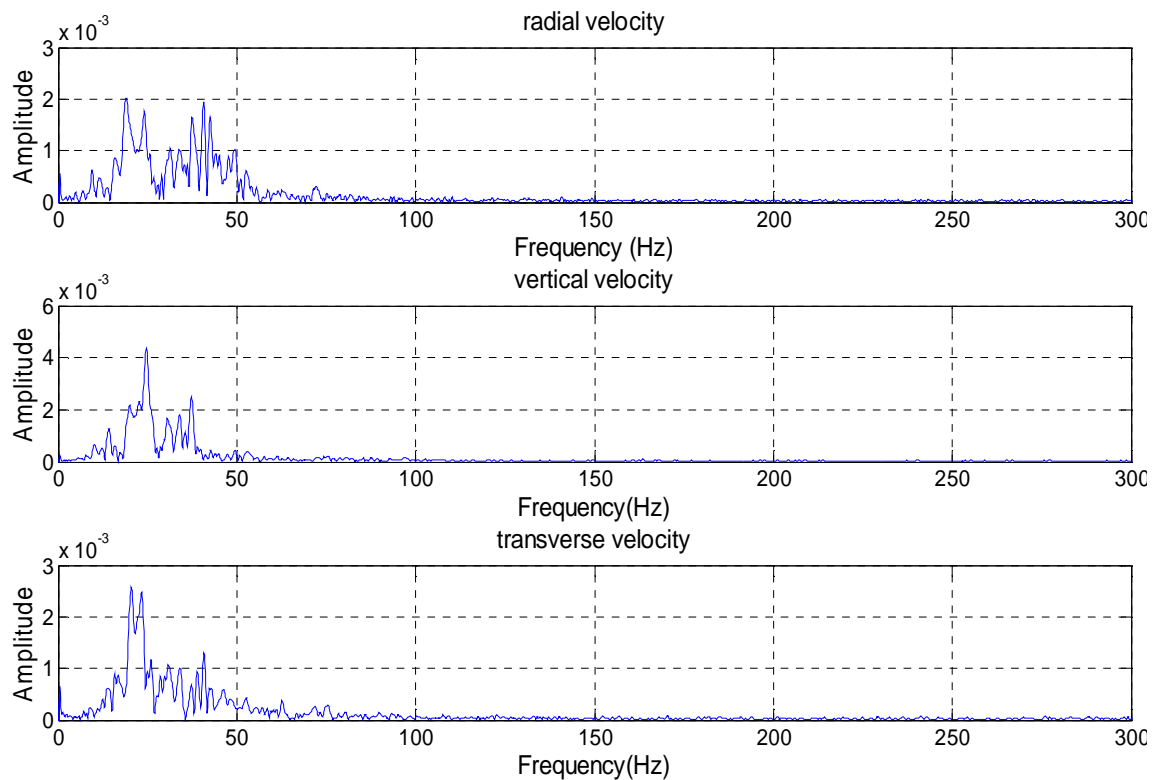 radial velocity
x 10-3
3
2
1
0
Amplitude
0 50 100 150 200 250 300
Frequency (Hz)
vertical velocity
x 10-3
6
4
2
0
Amplitude
0 50 100 150 200 250 300
Frequency(Hz)
transverse velocity
x 10-3
3
2
1
0
Amplitude
0 50 100 150 200 250 300
Frequency(Hz)